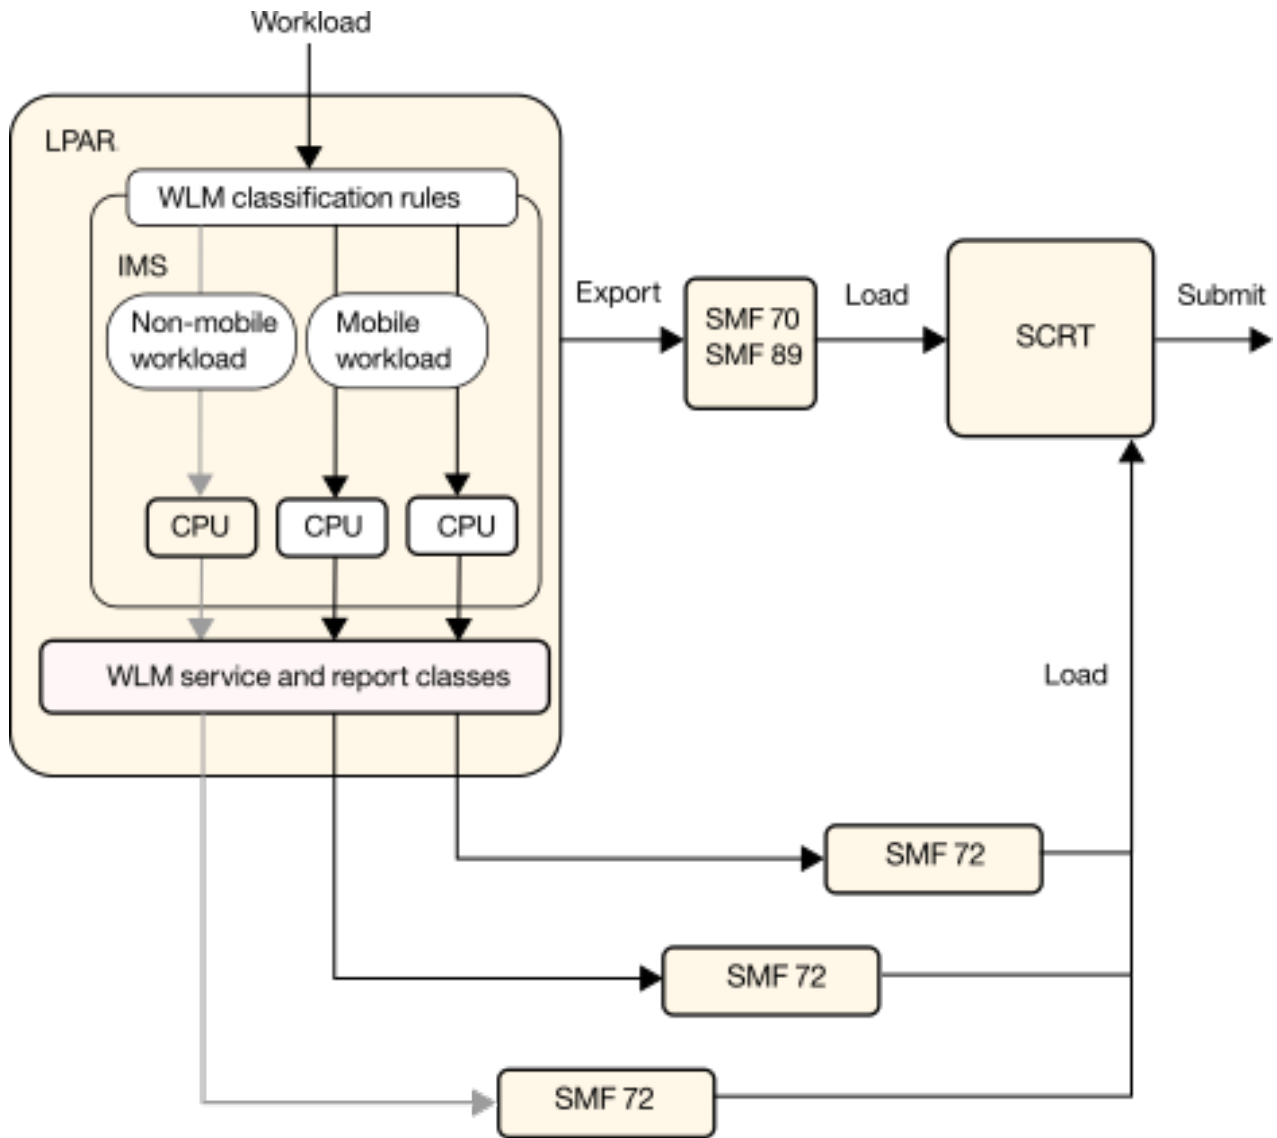 Workload
LPAR
WLM classification rules
IMS
Non-mobile
workload
Mobile
workload
CPU
CPU
CPU
WLM service and report classes
Export
SMF 70
SMF 89
Load
SCRT
Submit
Load
SMF 72
SMF 72
SMF 72